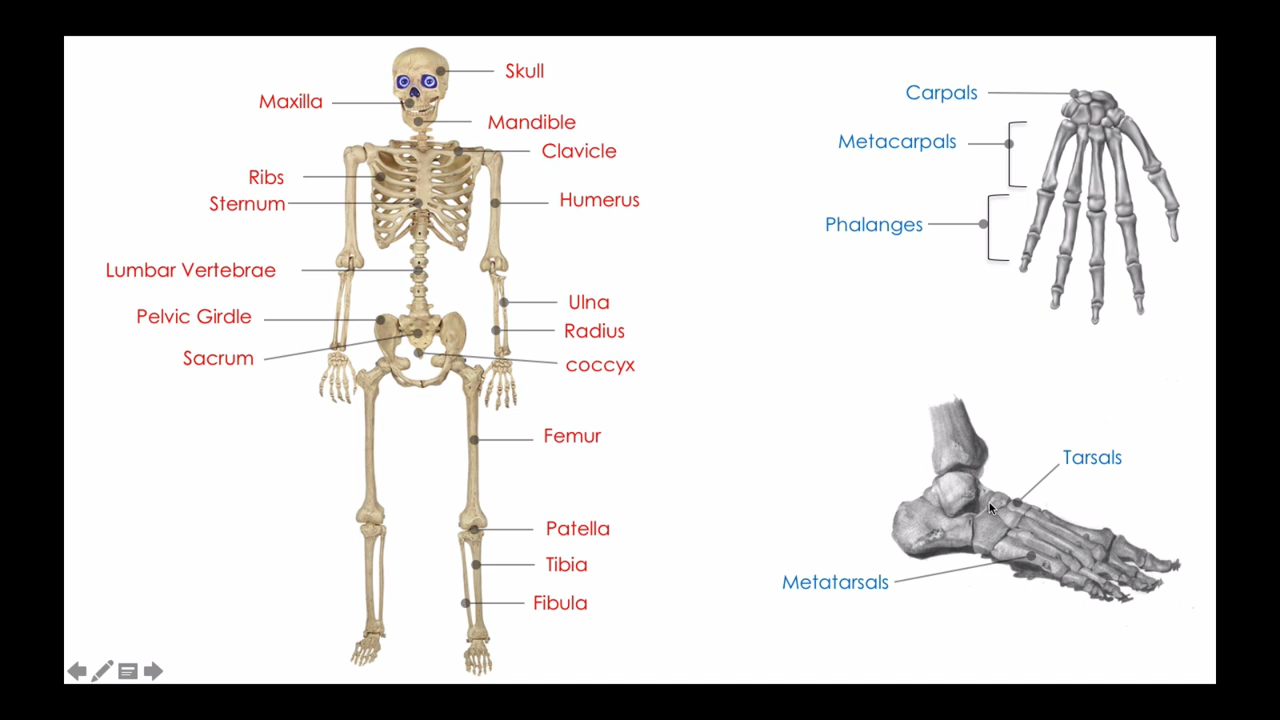 Skull
Maxilla
Mandible
Clavicle
Ribs
Sternum
Humerus
Lumbar Vertebrae
Ulna
Pelvic Girdle
Radius
Sacrum
coccyx
Femur
Patella
Tibia
Fibula
Carpals
Metacarpals
Phalanges
Tarsals
Metatarsals